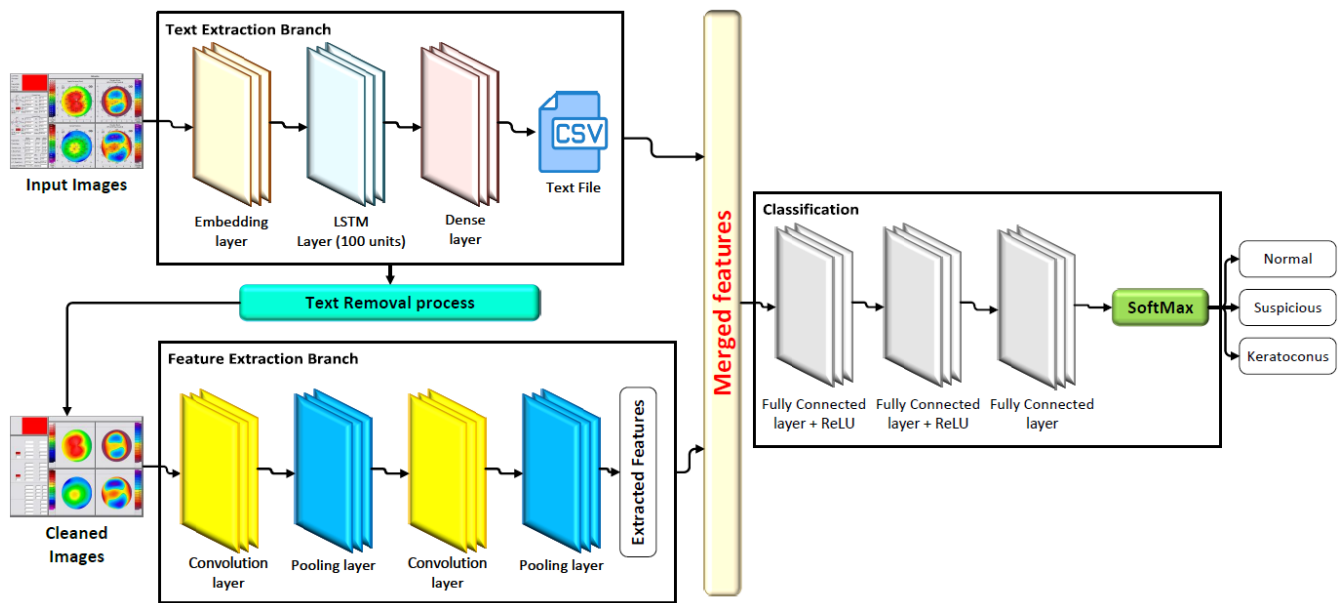 Text Extraction Branch
Input Images
Embedding
layer
LSTM
Layer (100 units)
Dense
layer
CSV
Text File
Text Removal process
Feature Extraction Branch
Cleaned
Images
Convolution
layer
Pooling layer
Convolution
layer
Pooling layer
Extracted Features
Merged features
Classification
Fully Connected
layer + ReLU
Fully Connected
layer + ReLU
Fully Connected
layer
SoftMax
Normal
Suspicious
Keratoconus